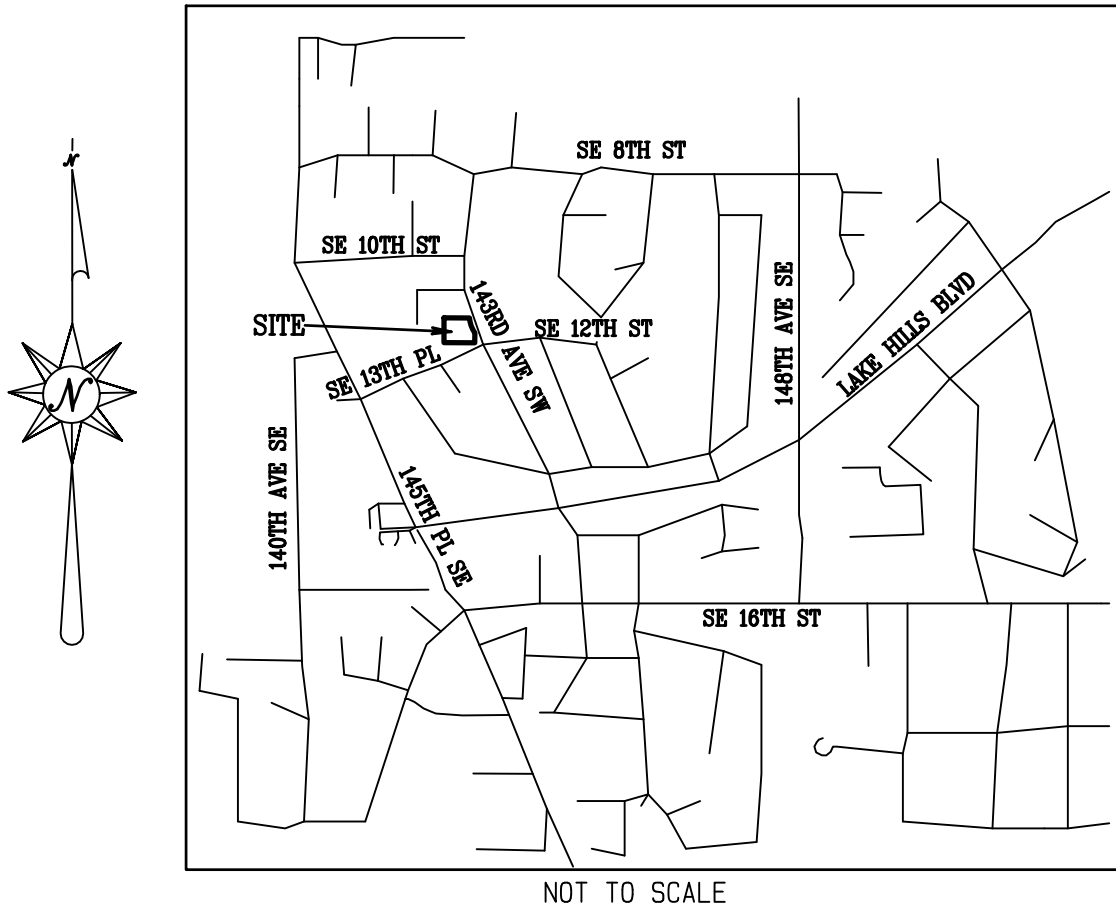 N
SE 8TH ST
SE 10TH ST
143RD AVE SW
SITE
SE 12TH ST
148TH AVE SE
LAKE HILLS BLVD
SE 13TH PL
N
140TH AVE SE
145TH PL SE
SE 16TH ST
NOT TO SCALE